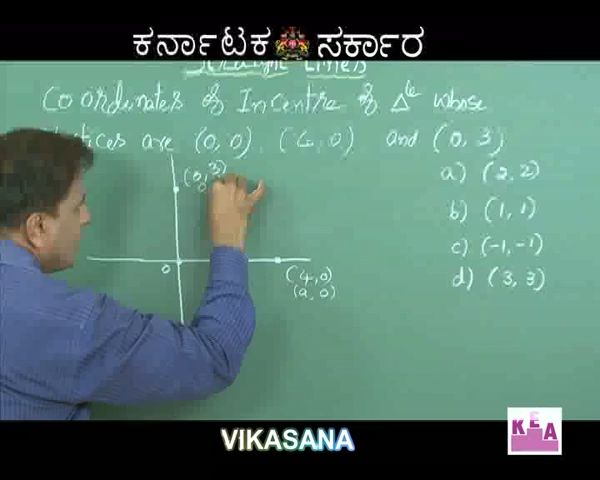 ಕರ್ನಾಟಕ ಸರ್ಕಾರ
Straight Lines
Coordinates of Incentre of Δle whose
are (0, 0), (4, 0) and (0, 3)
a) (2, 2)
b) (1, 1)
c) (-1, -1)
d) (3, 3)
(0, 3)
0
(4, 0)
(a, 0)
KEA
VIKASANA